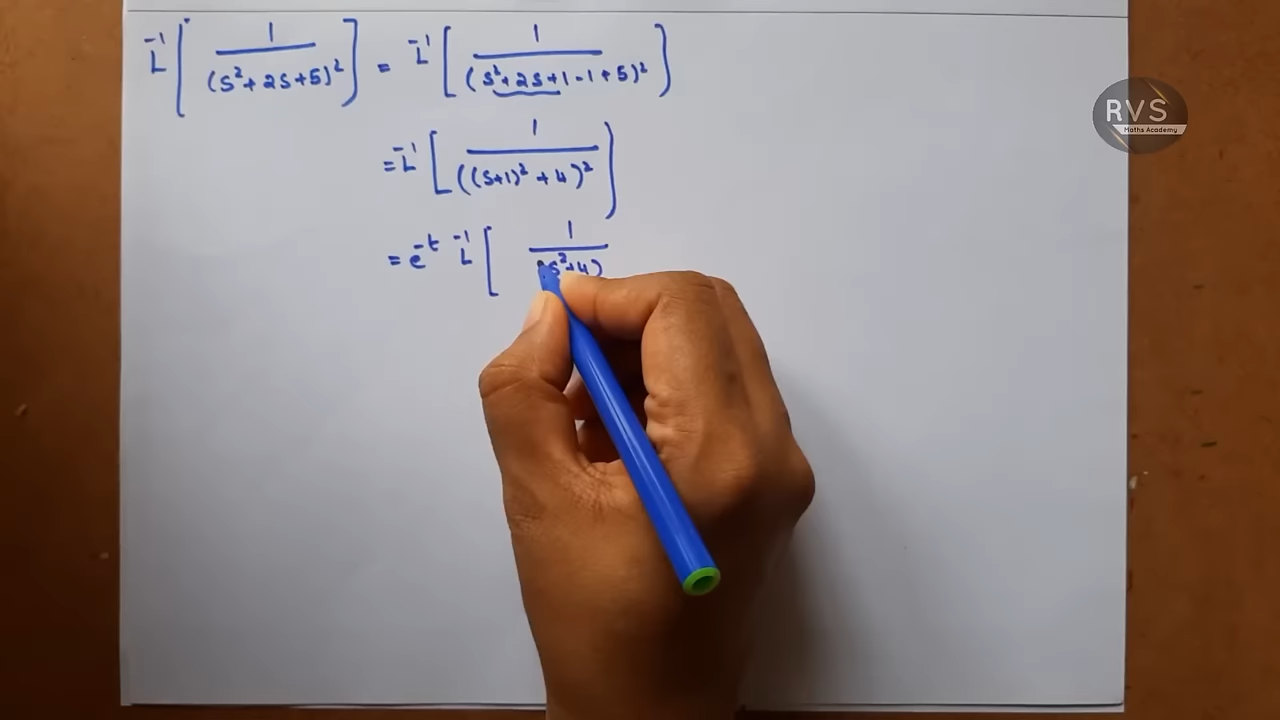 L⁻¹[ 1/(s²+2s+5)² ] = L⁻¹[ 1/(s²+2s+1-1+5)² ]
= L⁻¹[ 1/((s+1)²+4)² ]
= e⁻ᵗ L⁻¹[ 1/(s²+4)
RVS
Maths Academy